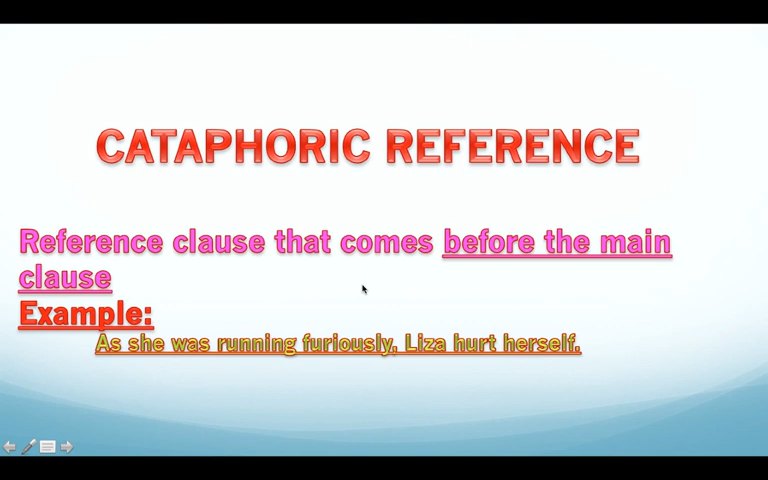 CATAPHORIC REFERENCE
Reference clause that comes before the main
clause
Example:
As she was running furiously, Liza hurt herself.